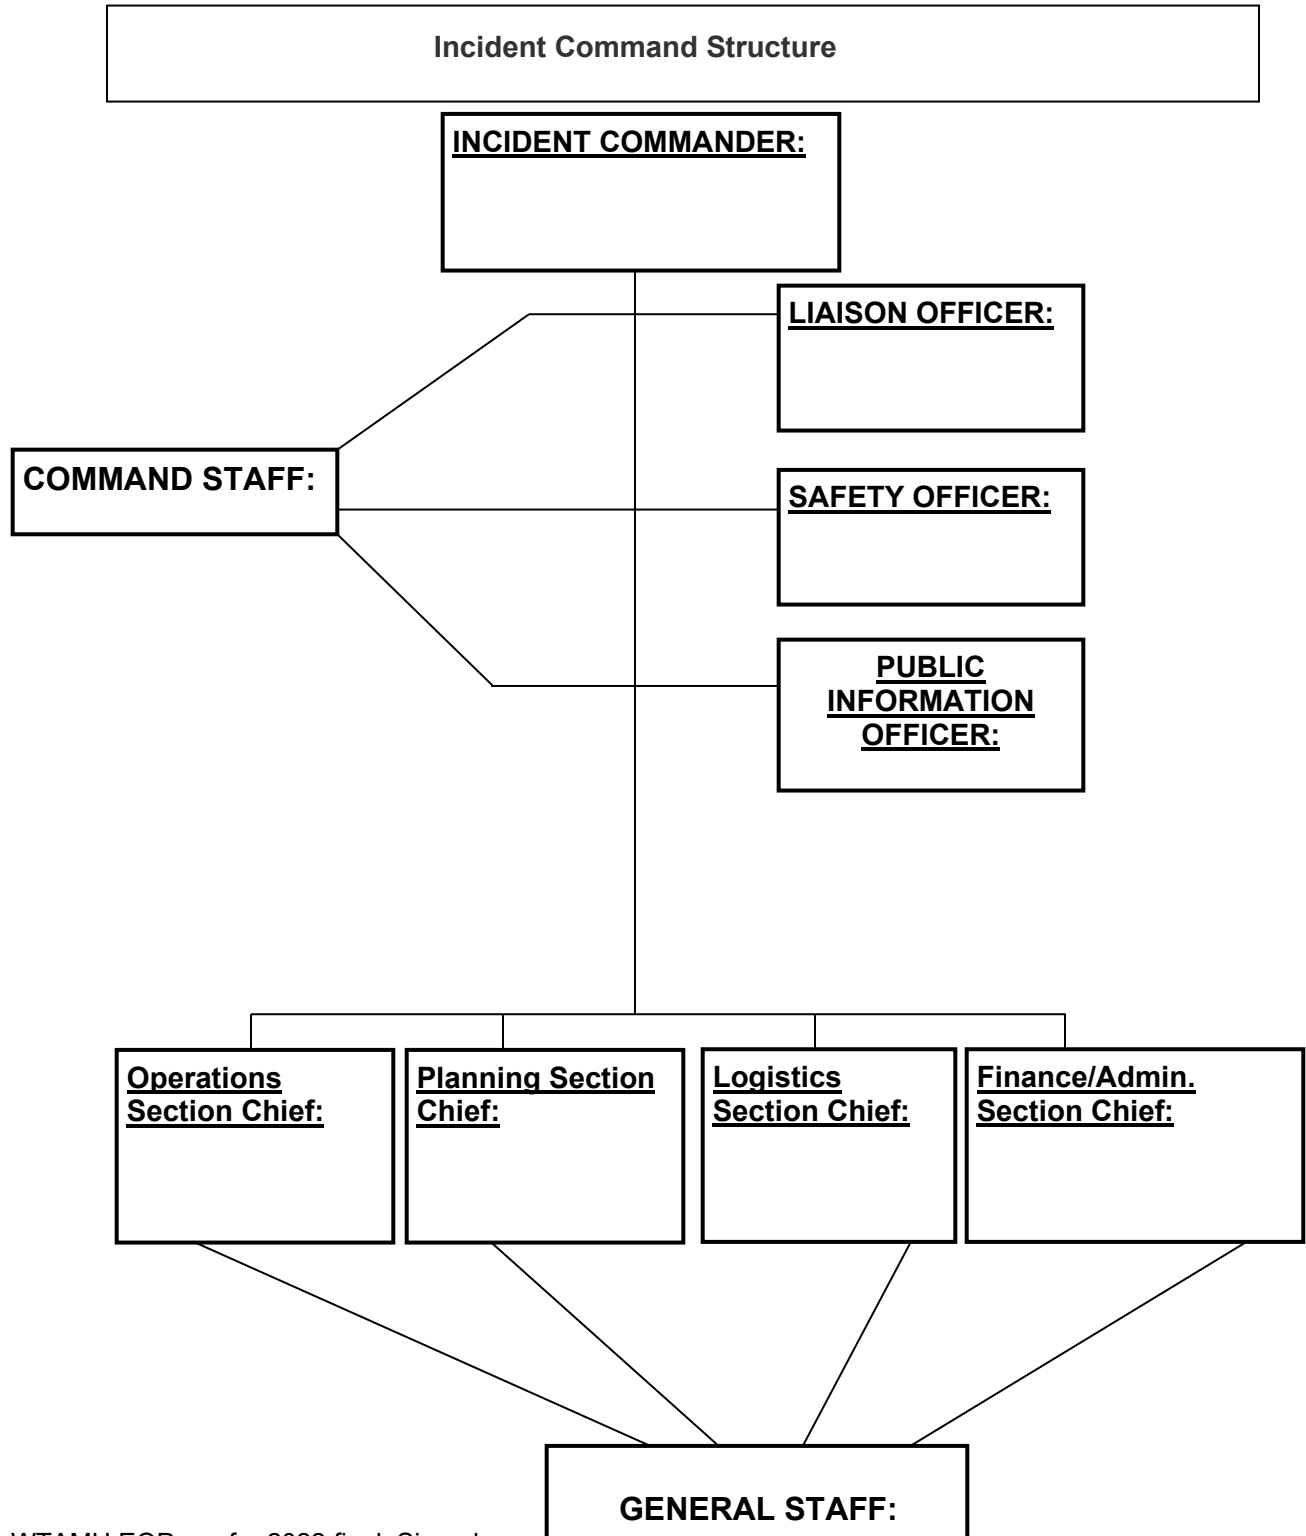 Incident Command Structure
INCIDENT COMMANDER:
LIAISON OFFICER:
COMMAND STAFF:
SAFETY OFFICER:
PUBLIC
INFORMATION
OFFICER:
Operations
Section Chief:
Planning Section
Chief:
Logistics
Section Chief:
Finance/Admin.
Section Chief:
GENERAL STAFF: